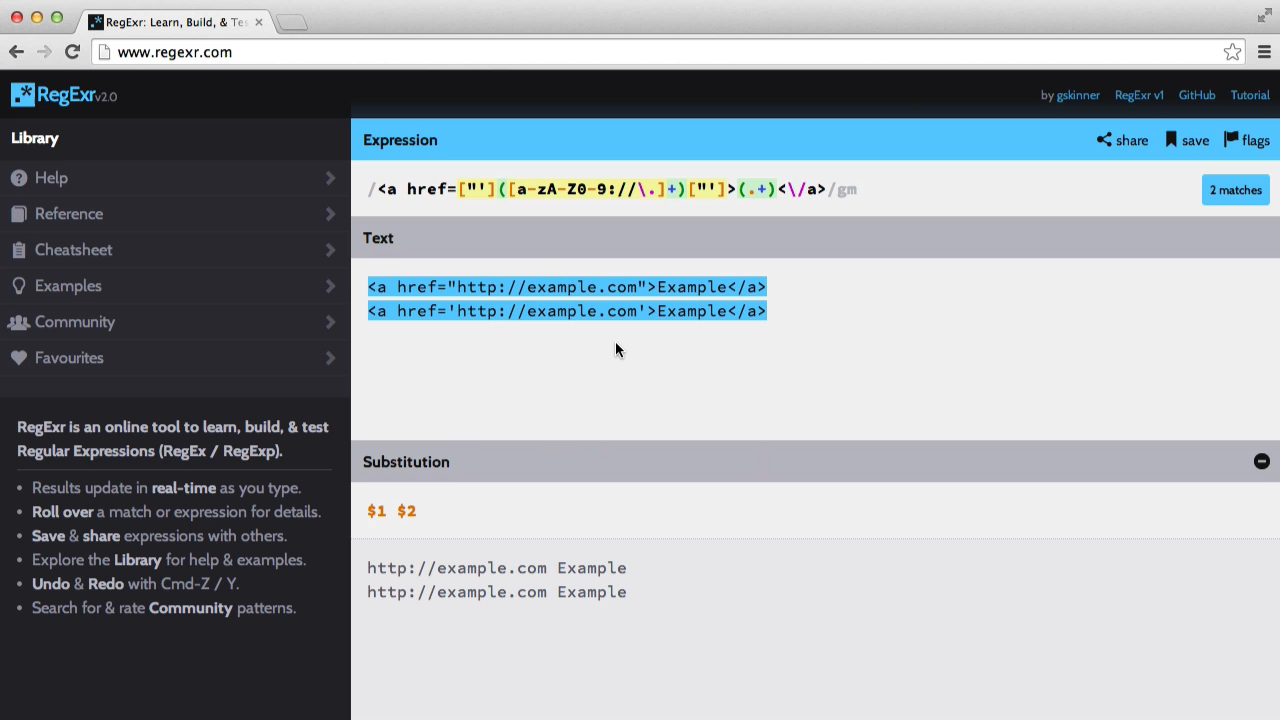 RegExr: Learn, Build, & Tes
www.regexr.com
RegExr v2.0
by gskinner RegExr v1 GitHub Tutorial
Library
Help
Reference
Cheatsheet
Examples
Community
Favourites
RegExr is an online tool to learn, build, & test
Regular Expressions (RegEx / RegExp).
• Results update in real-time as you type.
• Roll over a match or expression for details.
• Save & share expressions with others.
• Explore the Library for help & examples.
• Undo & Redo with Cmd-Z / Y.
• Search for & rate Community patterns.
Expression share save flags
/<a href=["']([a-zA-Z0-9://\.]+)["']>(.+)<\/a>/gm
2 matches
Text
<a href="http://example.com">Example</a>
<a href='http://example.com'>Example</a>
Substitution
$1 $2
http://example.com Example
http://example.com Example